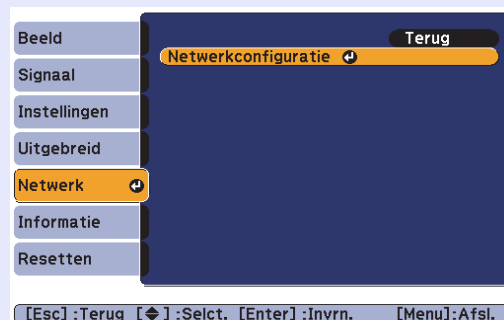 Beeld
Signaal
Instellingen
Uitgebreid
Netwerk
Informatie
Resetten
Terug
Netwerkconfiguratie
[Esc] :Terug [ ] :Selct. [Enter] :Invrn. [Menu]:Afsl.